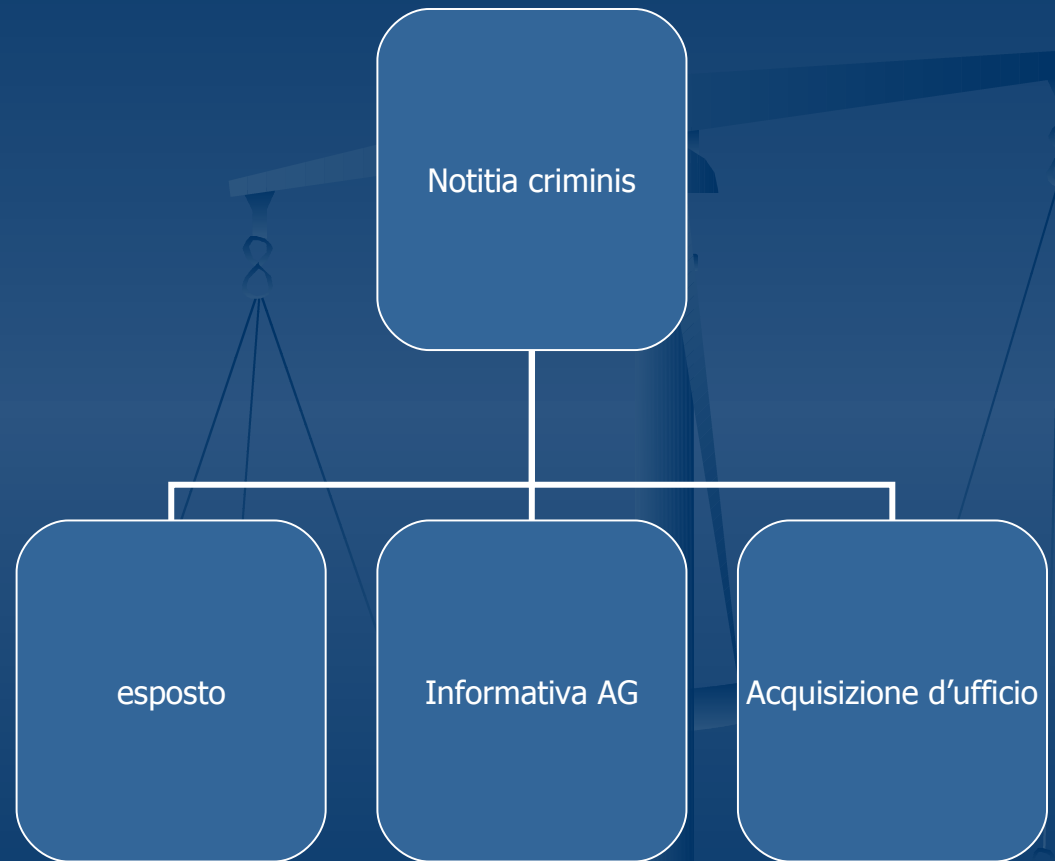 Notitia criminis
esposto
Informativa AG
Acquisizione d’ufficio